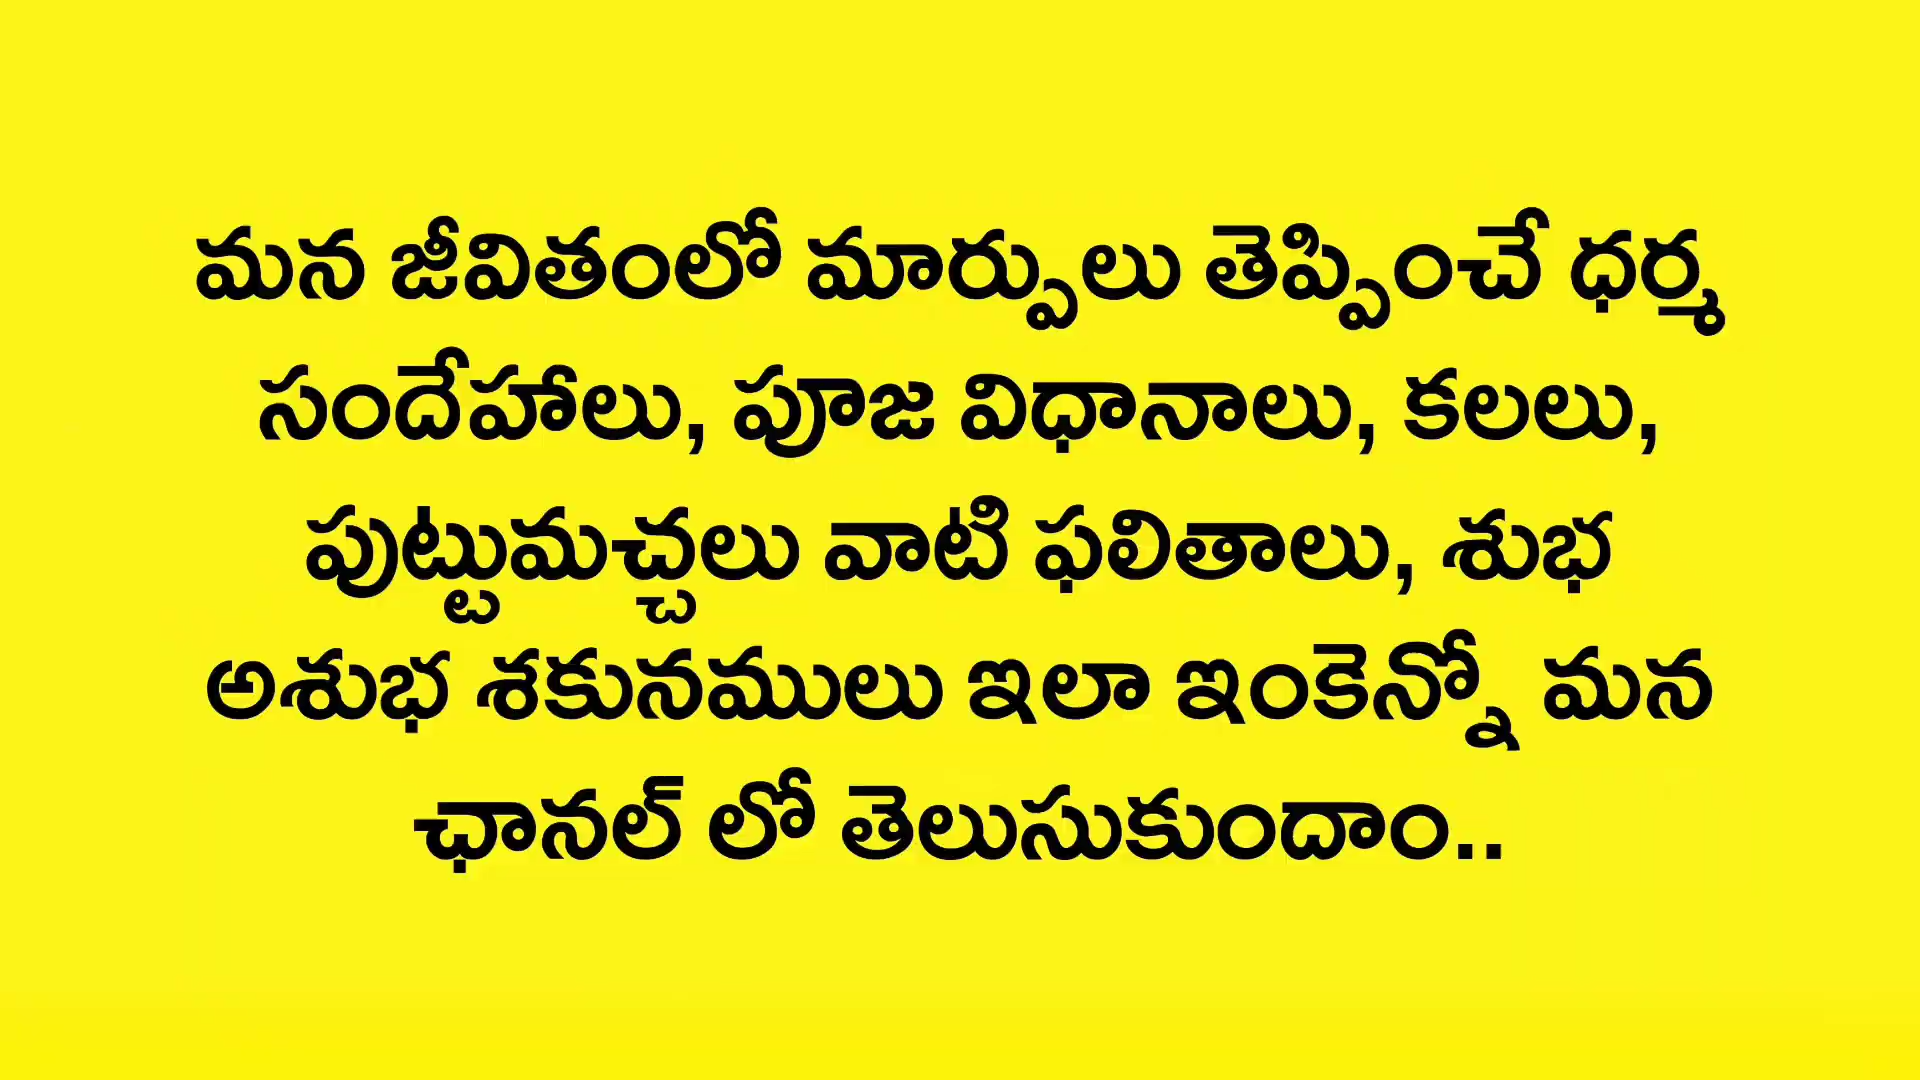 మన జీవితంలో మార్పులు తెప్పించే ధర్మ
సందేహాలు, పూజ విధానాలు, కలలు,
పుట్టుమచ్చలు వాటి ఫలితాలు, శుభ
అశుభ శకునములు ఇలా ఇంకెన్నో మన
ఛానల్ లో తెలుసుకుందాం..